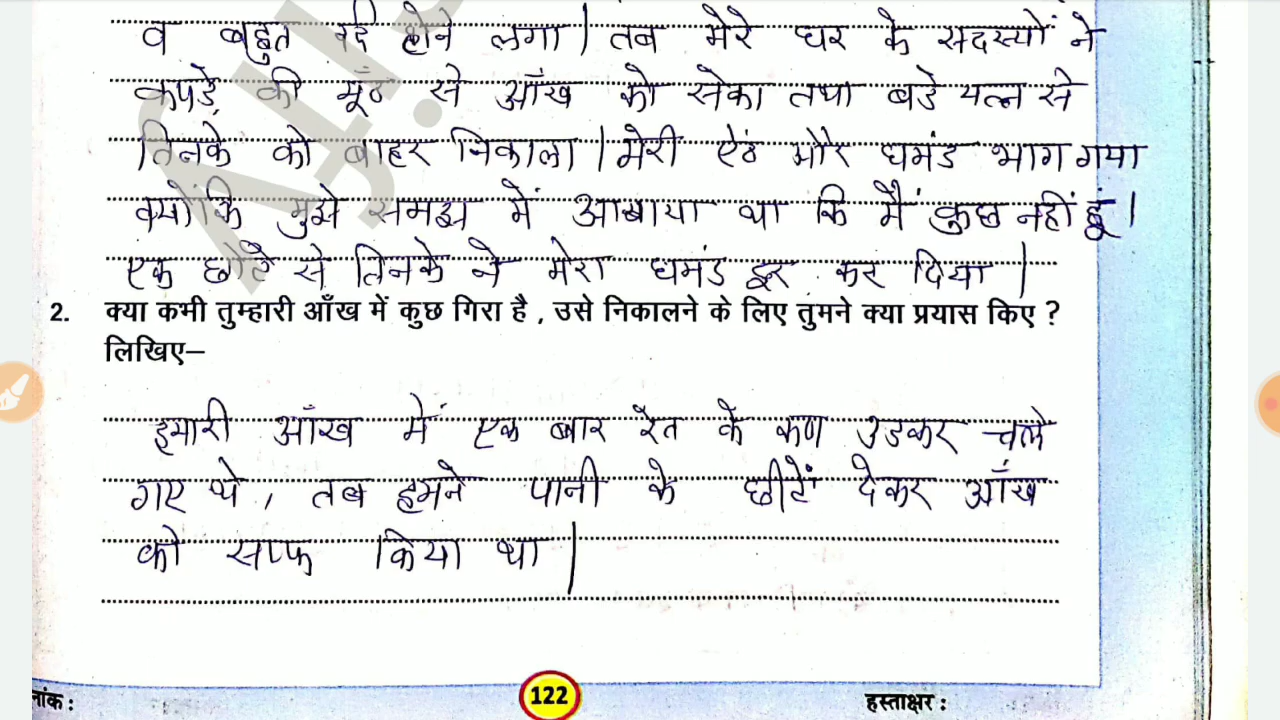 व बहुत दर्द होने लगा। तब मेरे घर के सदस्यों ने
कपड़े की मूँठ से आँख को सेका तथा बडे यत्न से
तिनके को बाहर निकाला। मेरी ऐंठ और घमंड भाग गया
क्योंकि मुझे समझ में आ गया था कि मैं कुछ नहीं हूं।
एक छोटे से तिनके ने मेरा घमंड दूर कर दिया।
2. क्या कभी तुम्हारी आँख में कुछ गिरा है, उसे निकालने के लिए तुमने क्या प्रयास किए ?
लिखिए–
हमारी आँख में एक बार रेत के कण उडकर चले
गए थे, तब हमने पानी के छीटें देकर आँख
को साफ किया था।
नांक : 122 हस्ताक्षर :